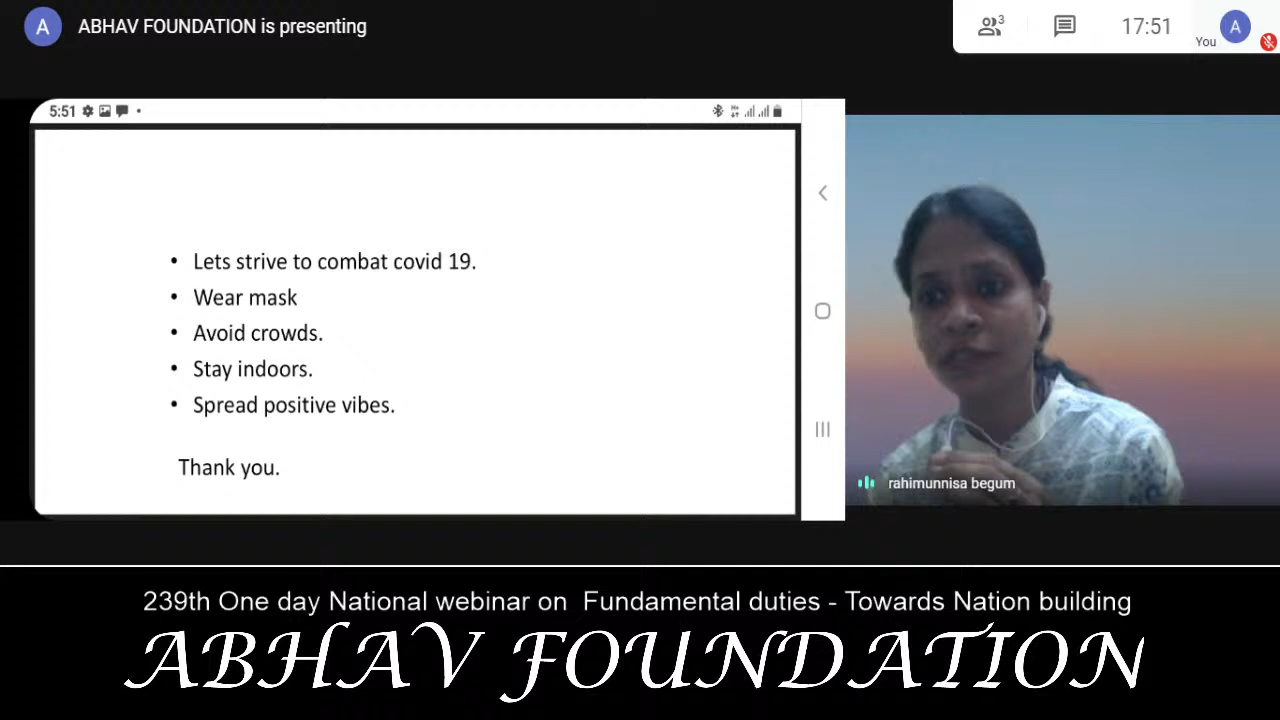 A ABHAV FOUNDATION is presenting
3 17:51 You A
5:51
• Lets strive to combat covid 19.
• Wear mask
• Avoid crowds.
• Stay indoors.
• Spread positive vibes.
Thank you.
rahimunnisa begum
239th One day National webinar on Fundamental duties - Towards Nation building
ABHAV FOUNDATION